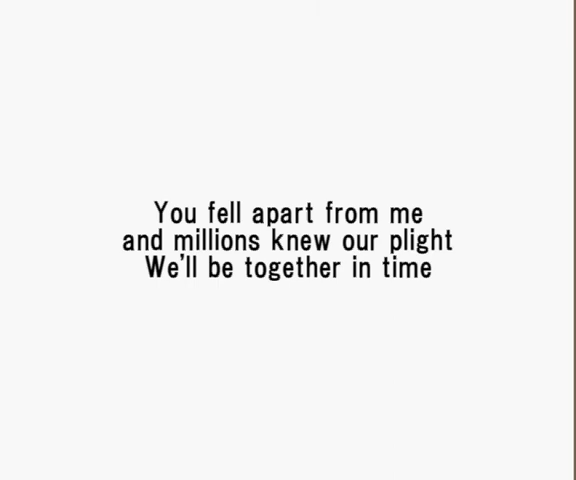 You fell apart from me
and millions knew our plight
We'll be together in time